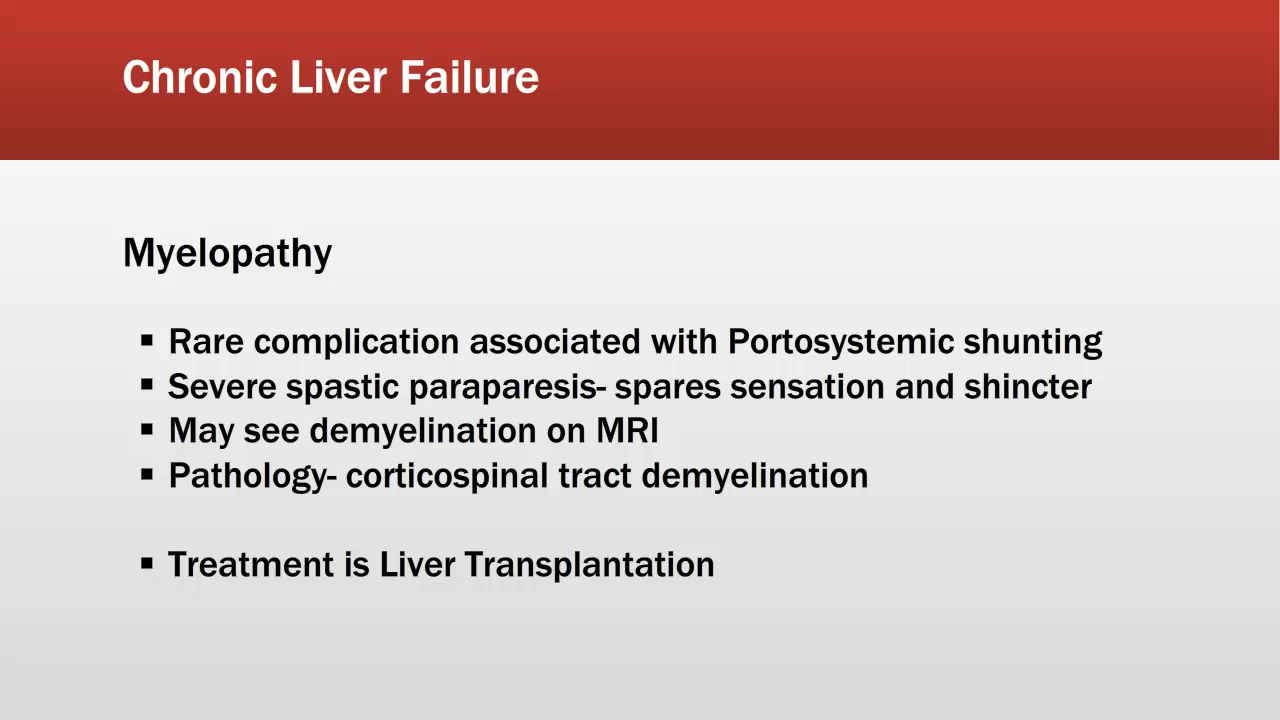 Chronic Liver Failure
Myelopathy
▪ Rare complication associated with Portosystemic shunting
▪ Severe spastic paraparesis- spares sensation and shincter
▪ May see demyelination on MRI
▪ Pathology- corticospinal tract demyelination
▪ Treatment is Liver Transplantation